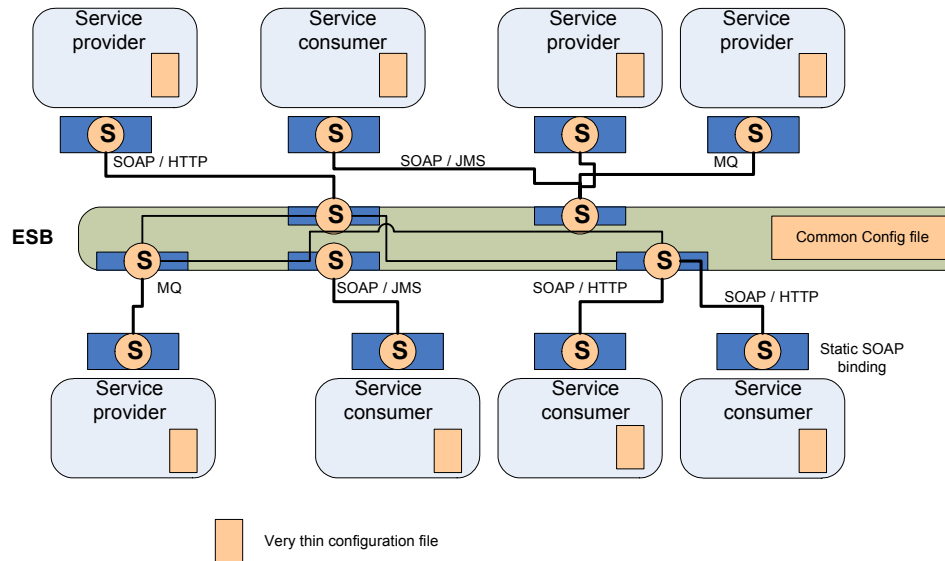 Service
provider
Service
consumer
Service
provider
Service
provider
S
S
S
S
SOAP / HTTP
SOAP / JMS
MQ
S
S
ESB
Common Config file
S
S
S
MQ
SOAP / JMS
SOAP / HTTP
SOAP / HTTP
S
S
S
S
Static SOAP
binding
Service
provider
Service
consumer
Service
consumer
Service
consumer
Very thin configuration file